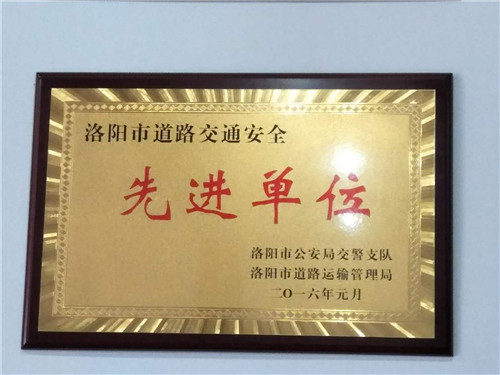 洛阳市道路交通安全
先进单位
洛阳市公安局交警支队
洛阳市道路运输管理局
二O一六年元月